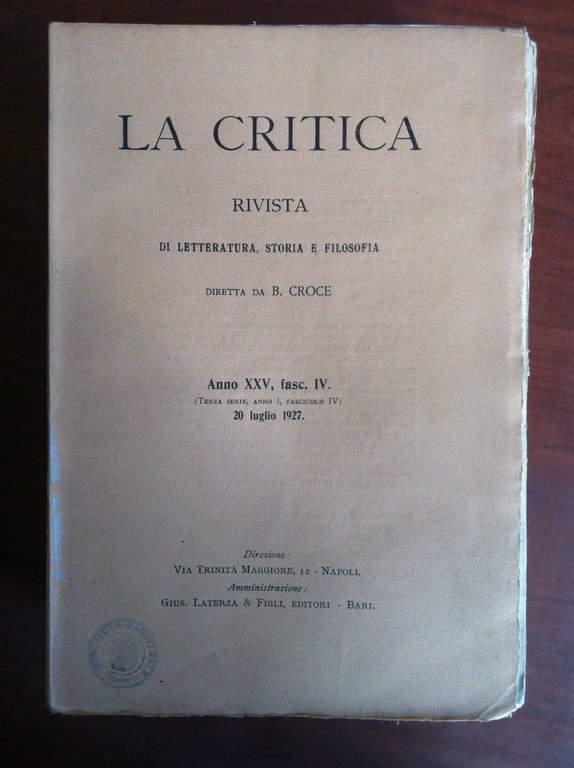 LA CRITICA
RIVISTA
DI LETTERATURA, STORIA E FILOSOFIA
DIRETTA DA B. CROCE
Anno XXV, fasc. IV.
(TERZA SERIE, ANNO I, FASCICOLO IV)
20 luglio 1927.
Direzione:
VIA TRINITÀ MAGGIORE, 12 - NAPOLI.
Amministrazione:
GIUS. LATERZA & FIGLI, EDITORI - BARI.